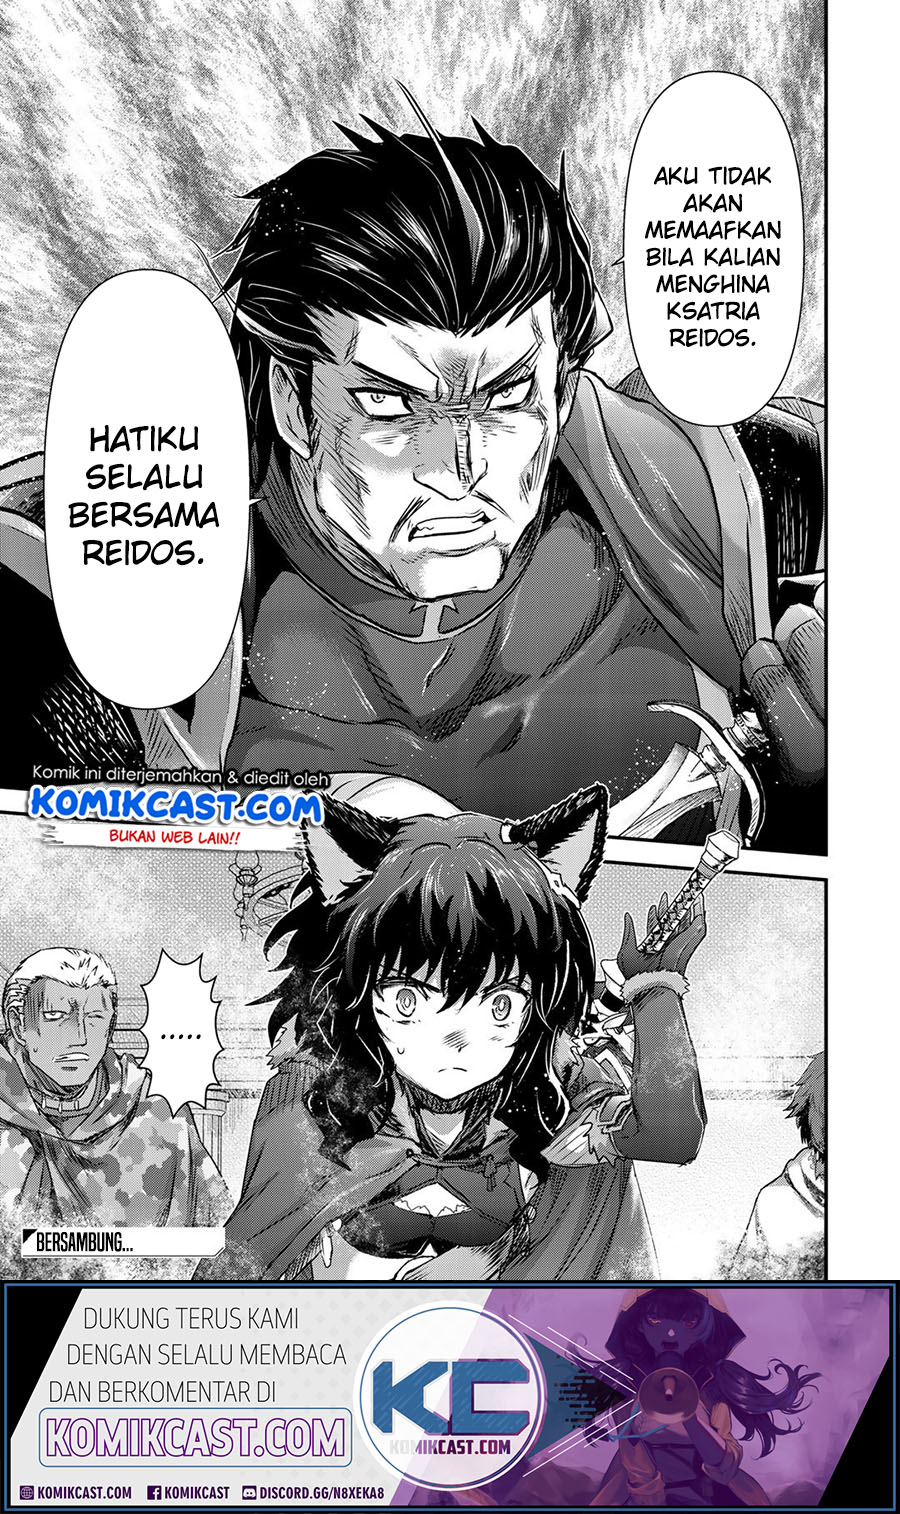 AKU TIDAK
AKAN
MEMAAFKAN
BILA KALIAN
MENGHINA
KSATRIA
REIDOS.
HATIKU
SELALU
BERSAMA
REIDOS.
Komik ini diterjemahkan & diedit oleh
KOMIKCAST.COM
BUKAN WEB LAIN!!
.....
BERSAMBUNG...
DUKUNG TERUS KAMI
DENGAN SELALU MEMBACA
DAN BERKOMENTAR DI
KOMIKCAST.COM
KC
KOMIKCAST.COM
KOMIKCAST.COM KOMIKCAST DISCORD.GG/N8XEKA8